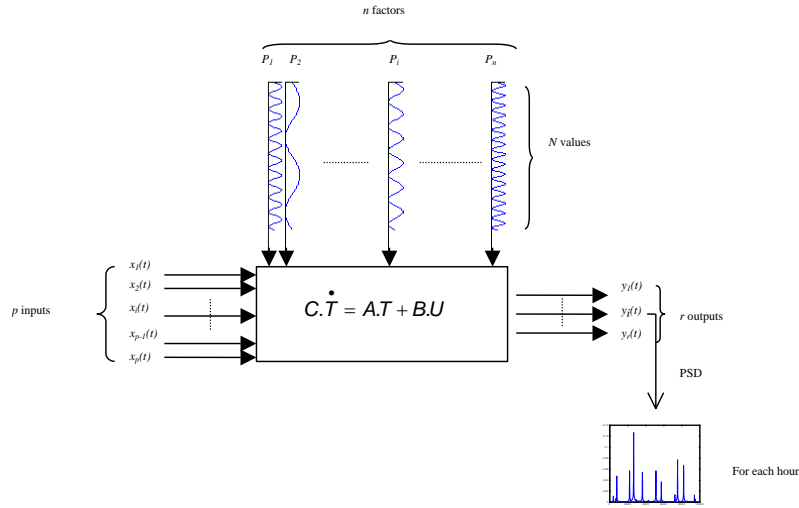 n factors
P1 P2 Pi Pn
N values
x1(t)
x2(t)
xi(t)
xp-1(t)
xp(t)
p inputs
C.Ṫ = A.T + B.U
y1(t)
yi(t)
yr(t)
r outputs
PSD
For each hour